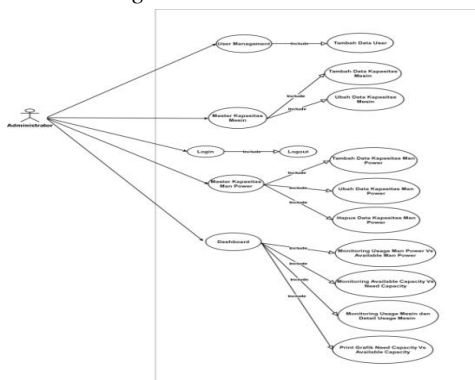 User Management
Include
Tambah Data User
Tambah Data Kapasitas
Mesin
Include
Ubah Data Kapasitas
Mesin
Include
Master Kapasitas
Mesin
Administrator
Login
Include
Logout
Master Kapasitas
Man Power
Include
Tambah Data Kapasitas Man
Power
Include
Ubah Data Kapasitas Man
Power
Include
Hapus Data Kapasitas Man
Power
Dashboard
Include
Monitoring Usage Man Power Vs
Available Man Power
Include
Monitoring Available Capacity Vs
Need Capacity
Include
Monitoring Usage Mesin dan
Detail Usage Mesin
Include
Print Grafik Need Capacity Vs
Available Capacity